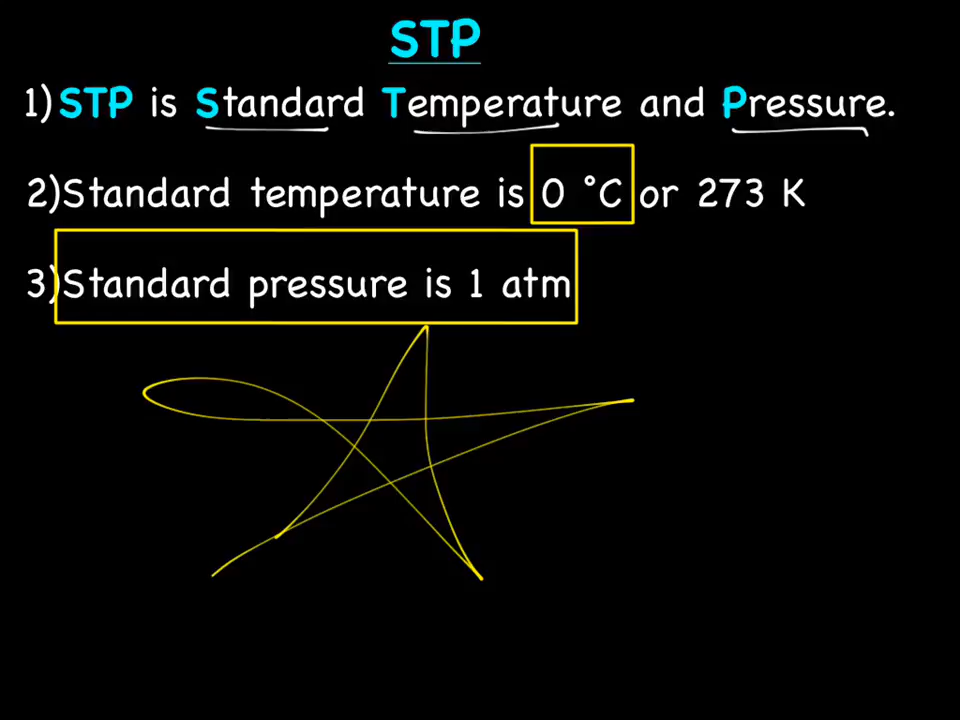 STP
1) STP is Standard Temperature and Pressure.
2) Standard temperature is 0 °C or 273 K
3) Standard pressure is 1 atm